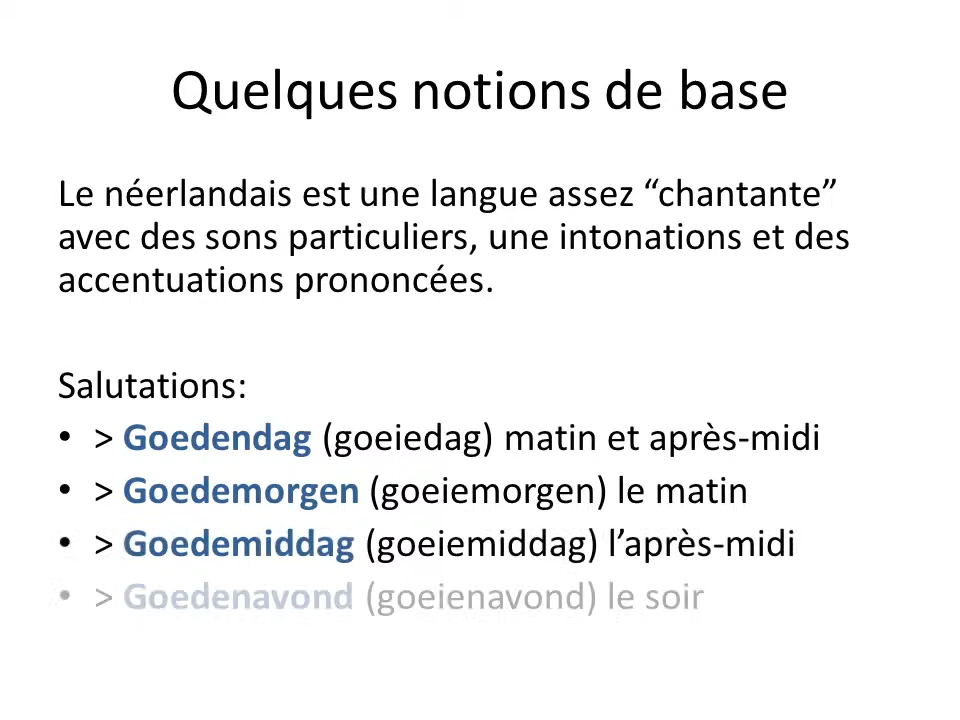 Quelques notions de base
Le néerlandais est une langue assez “chantante”
avec des sons particuliers, une intonations et des
accentuations prononcées.
Salutations:
• > Goedendag (goeiedag) matin et après-midi
• > Goedemorgen (goeiemorgen) le matin
• > Goedemiddag (goeiemiddag) l’après-midi
• > Goedenavond (goeienavond) le soir